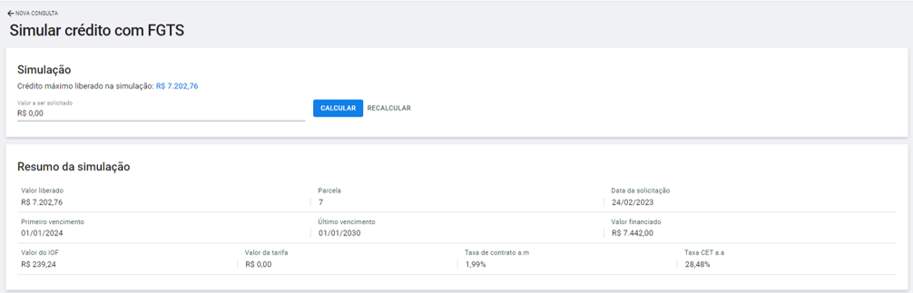 NOVA CONSULTA
Simular crédito com FGTS
Simulação
Crédito máximo liberado na simulação: R$ 7.202,76
Valor a ser solicitado
R$ 0,00
CALCULAR RECALCULAR
Resumo da simulação
Valor liberado Parcela Data da solicitação
R$ 7.202,76 7 24/02/2023
Primeiro vencimento Último vencimento Valor financiado
01/01/2024 01/01/2030 R$ 7.442,00
Valor do IOF Valor da tarifa Taxa de contrato a m Taxa CET a.a
R$ 239,24 R$ 0,00 1,99% 28,48%